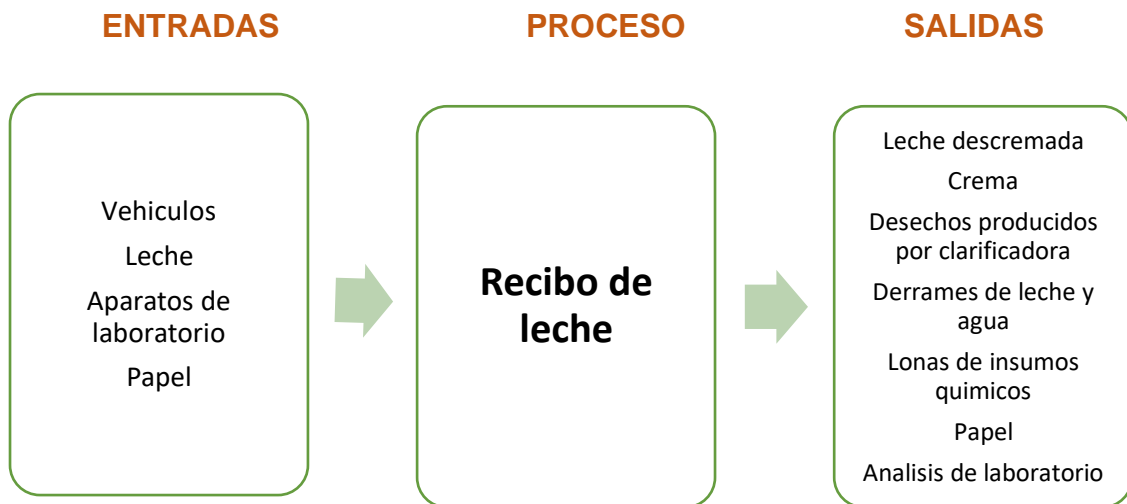 ENTRADAS
PROCESO
SALIDAS
Vehiculos
Leche
Aparatos de
laboratorio
Papel
Recibo de
leche
Leche descremada
Crema
Desechos producidos
por clarificadora
Derrames de leche y
agua
Lonas de insumos
quimicos
Papel
Analisis de laboratorio